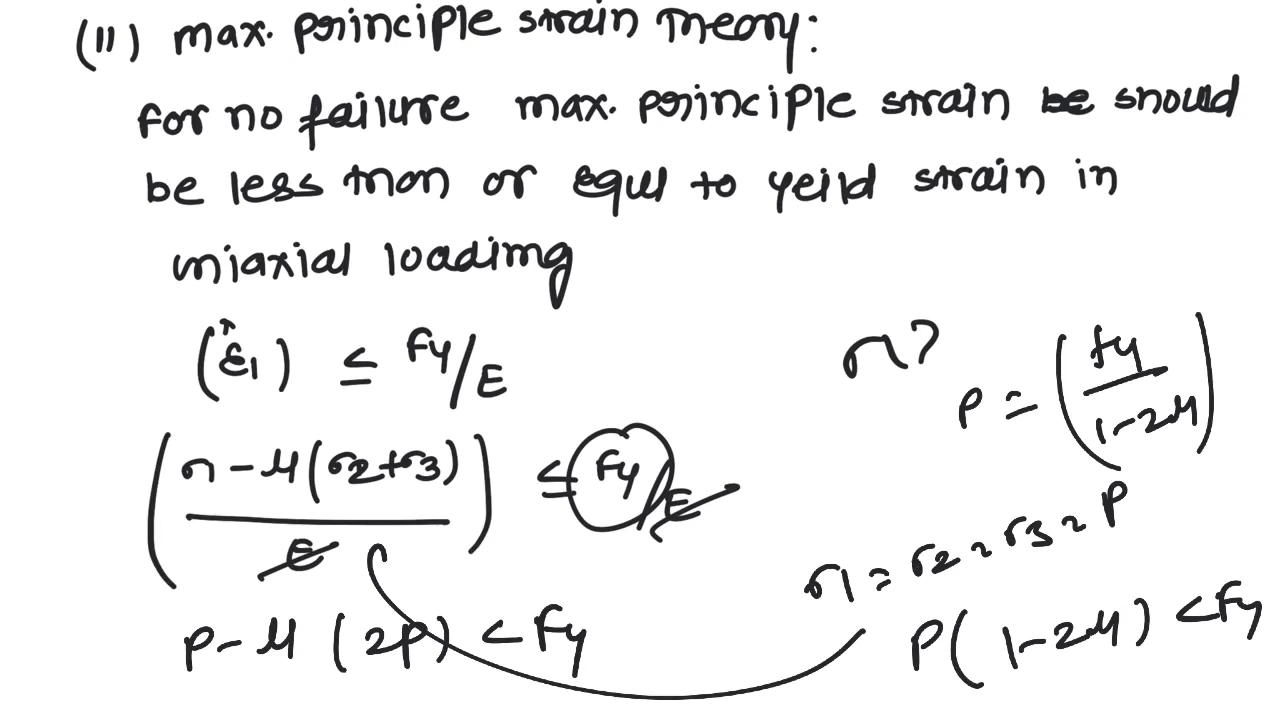 (11) max. principle strain Theory:
for no failure max. principle strain be should
be less than or equl to yeild strain in
uniaxial loading
(ε1) ≤ Fy/E
σ1?
P = (fy / 1-2μ)
(σ1 - μ(σ2+σ3) / E) ≤ Fy/E
σ1 = σ2 = σ3 = P
P - μ (2P) < Fy
P( 1-2μ) < Fy